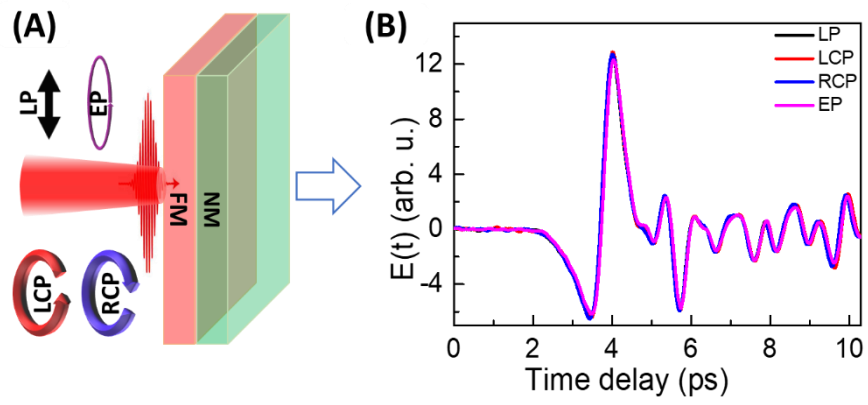 (A)
LP
EP
FM
NM
LCP
RCP
(B)
E(t) (arb. u.)
12
8
4
0
-4
LP
LCP
RCP
EP
0 2 4 6 8 10
Time delay (ps)